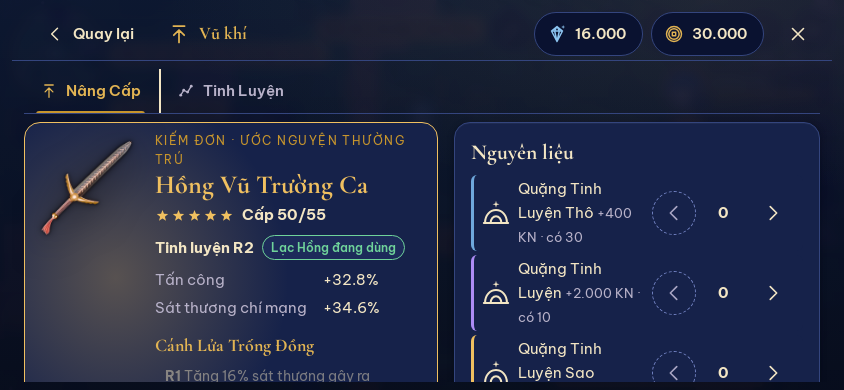 Quay lại
Vũ khí
16.000
30.000
Nâng Cấp
Tinh Luyện
KIẾM ĐƠN · ƯỚC NGUYỆN THƯỜNG
TRÚ
Hồng Vũ Trường Ca
★★★★★ Cấp 50/55
Tinh luyện R2 Lạc Hồng đang dùng
Tấn công +32.8%
Sát thương chí mạng +34.6%
Cánh Lửa Trống Đồng
R1 Tăng 16% sát thương gây ra
Nguyên liệu
Quặng Tinh
Luyện Thô +400
KN · có 30
0
Quặng Tinh
Luyện +2.000 KN ·
có 10
0
Quặng Tinh
Luyện Sao
0